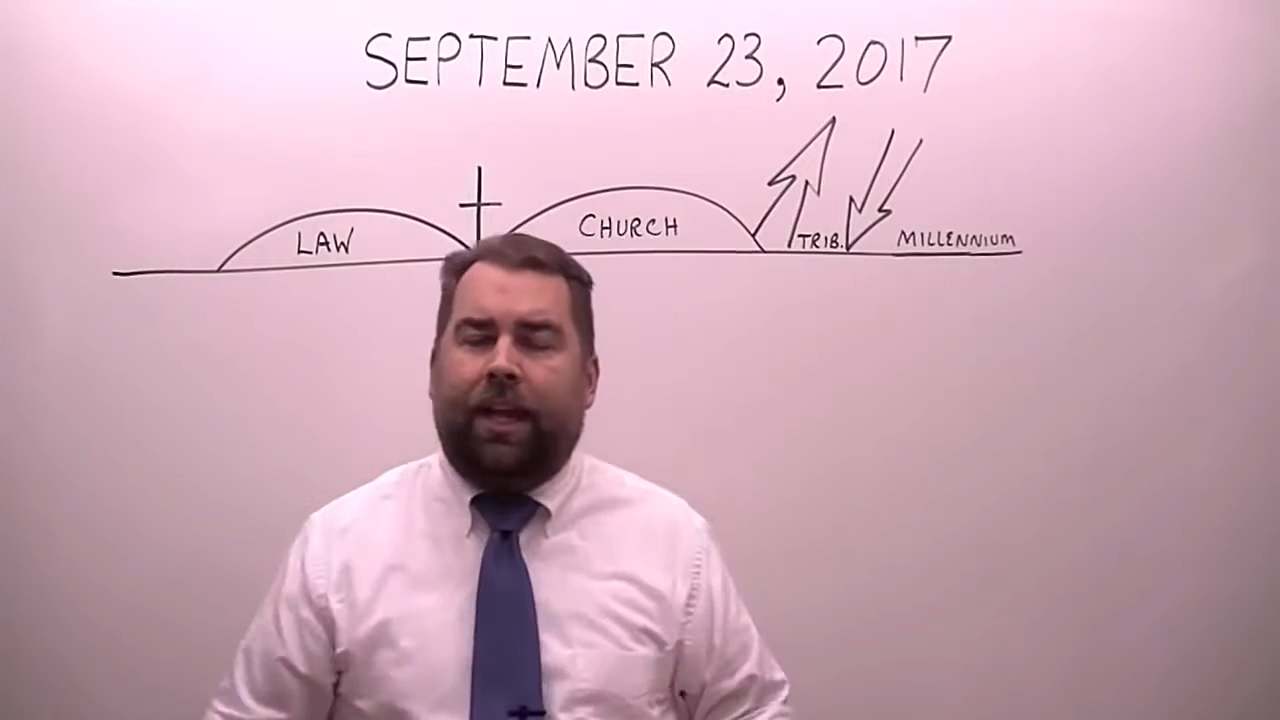 SEPTEMBER 23, 2017
LAW
CHURCH
TRIB.
MILLENNIUM